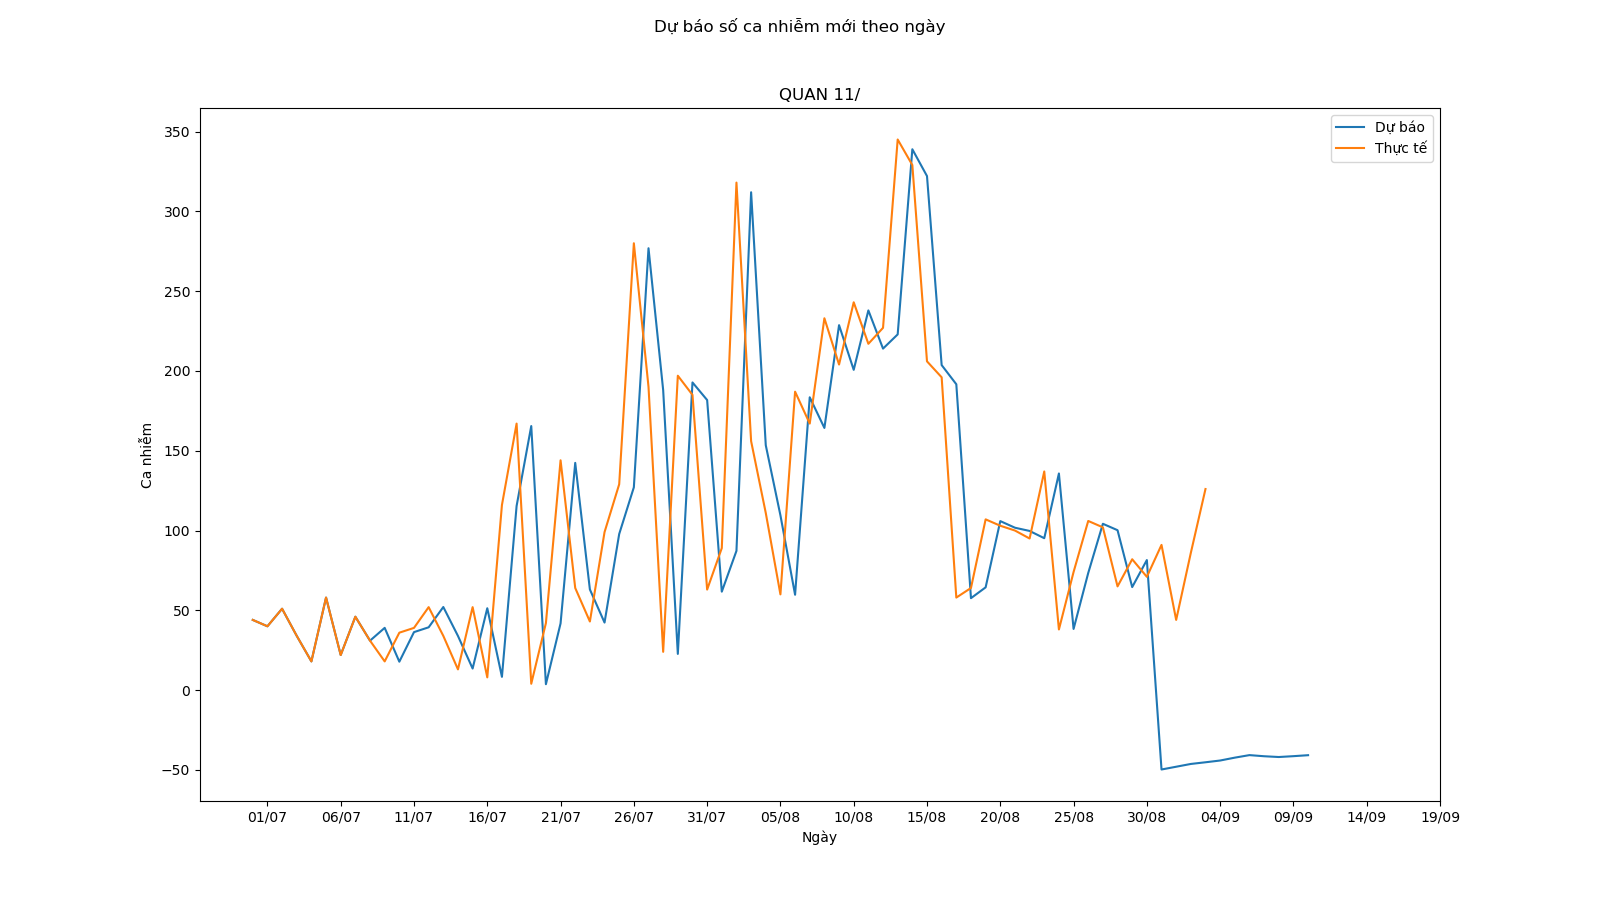 Dự báo số ca nhiễm mới theo ngày
QUAN 11/
Dự báo
Thực tế
350
300
250
200
150
100
50
0
−50
Ca nhiễm
01/07 06/07 11/07 16/07 21/07 26/07 31/07 05/08 10/08 15/08 20/08 25/08 30/08 04/09 09/09 14/09 19/09
Ngày